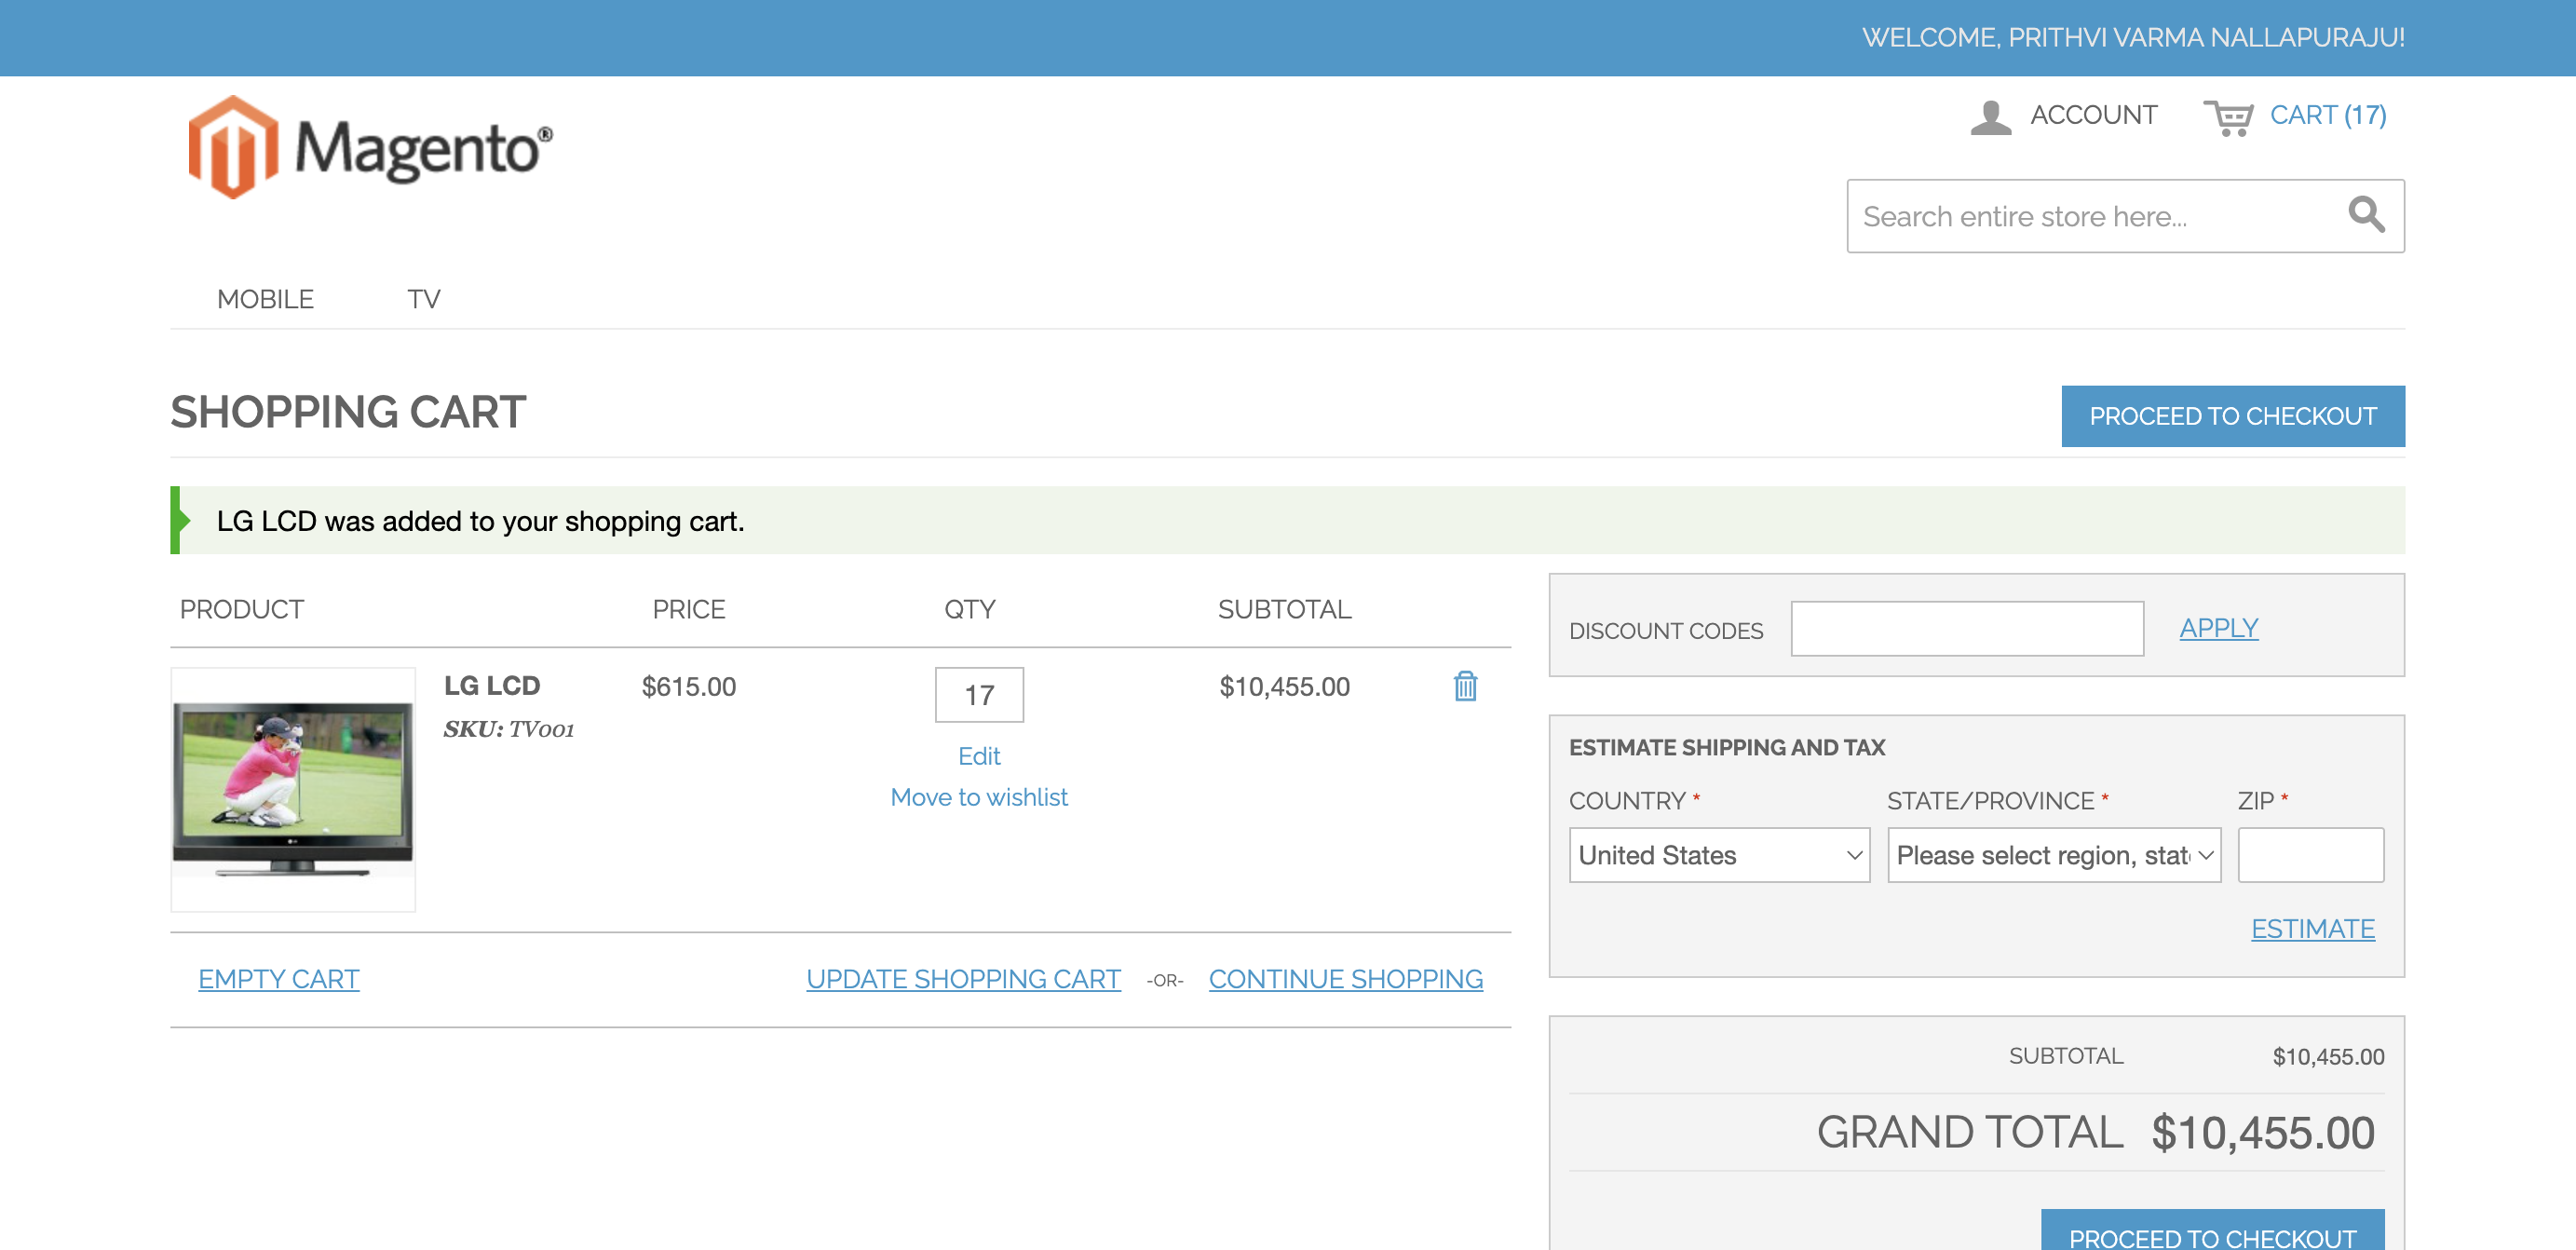 WELCOME, PRITHVI VARMA NALLAPURAJU!
Magento®
ACCOUNT
CART (17)
Search entire store here...
MOBILE
TV
SHOPPING CART
PROCEED TO CHECKOUT
LG LCD was added to your shopping cart.
PRODUCT PRICE QTY SUBTOTAL
LG LCD $615.00 17 $10,455.00
SKU: TV001
Edit
Move to wishlist
EMPTY CART
UPDATE SHOPPING CART -OR- CONTINUE SHOPPING
DISCOUNT CODES APPLY
ESTIMATE SHIPPING AND TAX
COUNTRY * STATE/PROVINCE * ZIP *
United States Please select region, stat
ESTIMATE
SUBTOTAL $10,455.00
GRAND TOTAL $10,455.00
PROCEED TO CHECKOUT